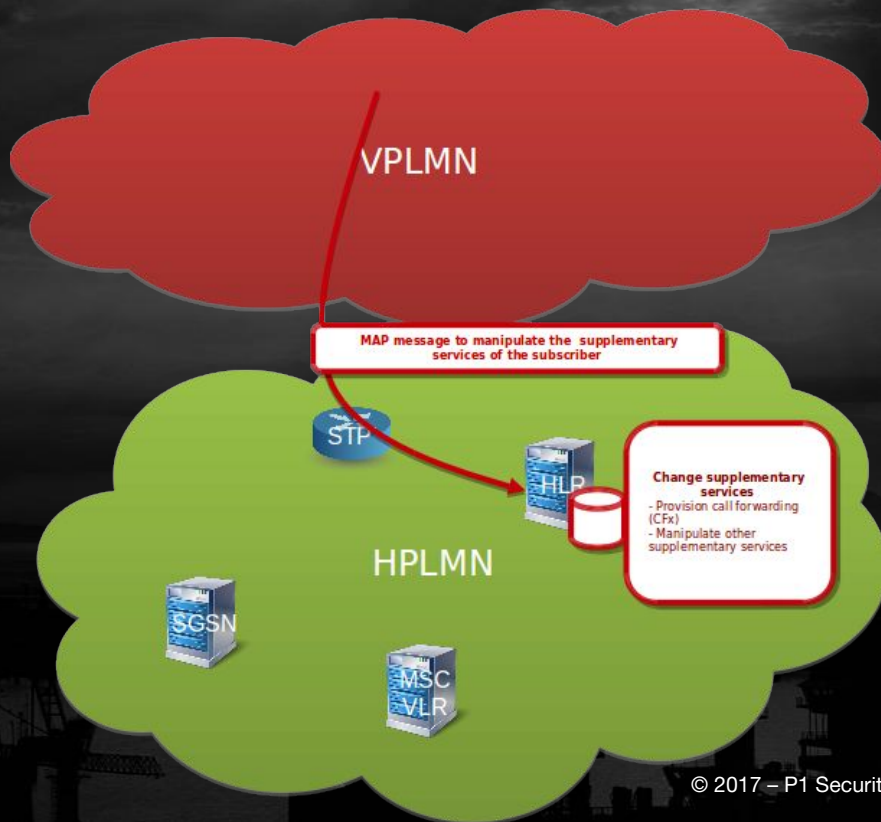 VPLMN
MAP message to manipulate the supplementary
services of the subscriber
STP
HLR
Change supplementary
services
- Provision call forwarding
(CFx)
- Manipulate other
supplementary services
HPLMN
SGSN
MSC
VLR
© 2017 – P1 Securit